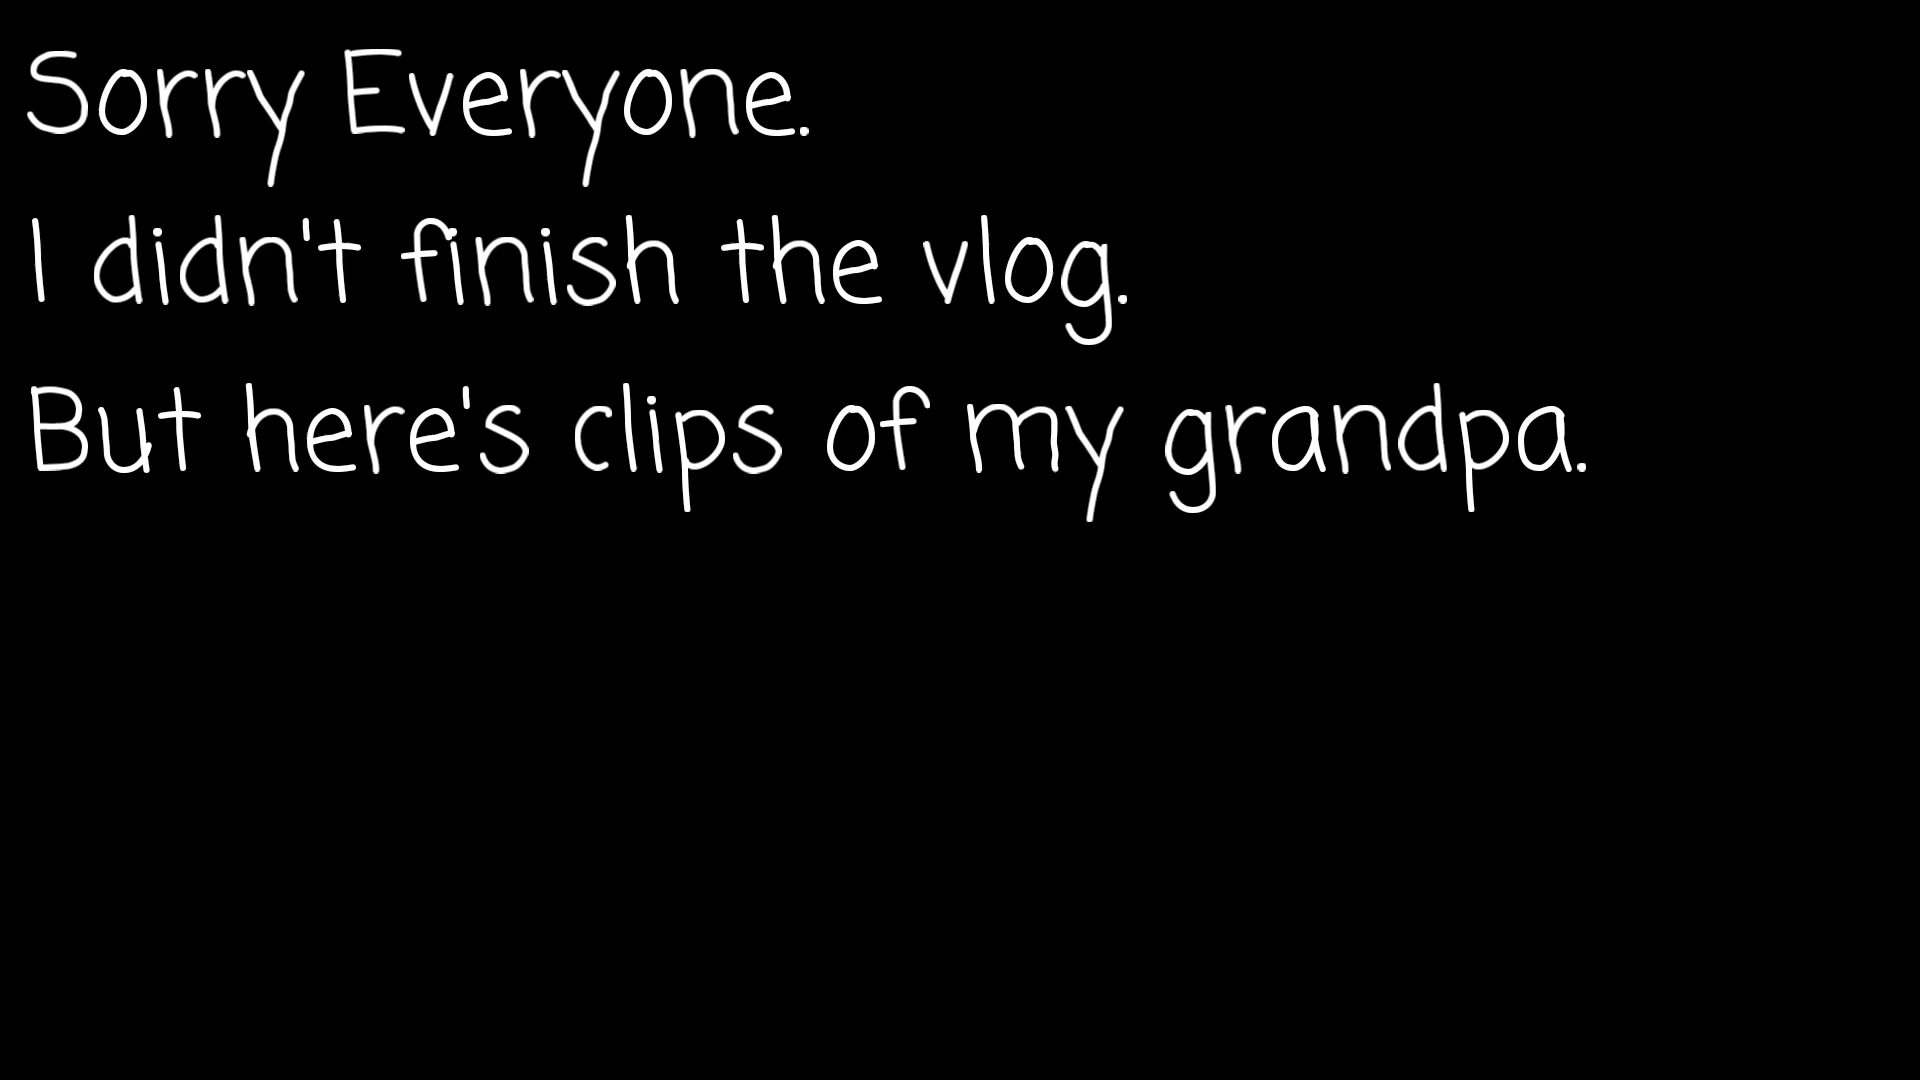 Sorry Everyone.
I didn't finish the vlog.
But here's clips of my grandpa.